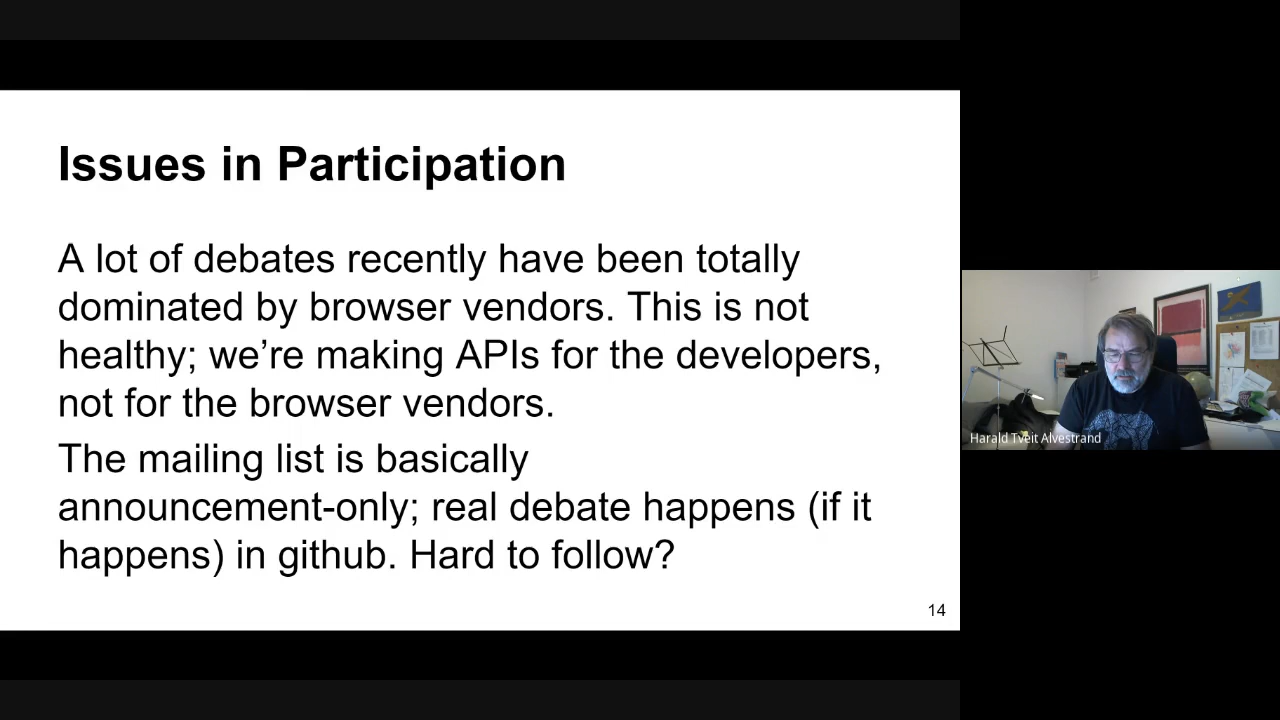 Issues in Participation
A lot of debates recently have been totally
dominated by browser vendors. This is not
healthy; we’re making APIs for the developers,
not for the browser vendors.
The mailing list is basically
announcement-only; real debate happens (if it
happens) in github. Hard to follow?
14
Harald Tveit Alvestrand